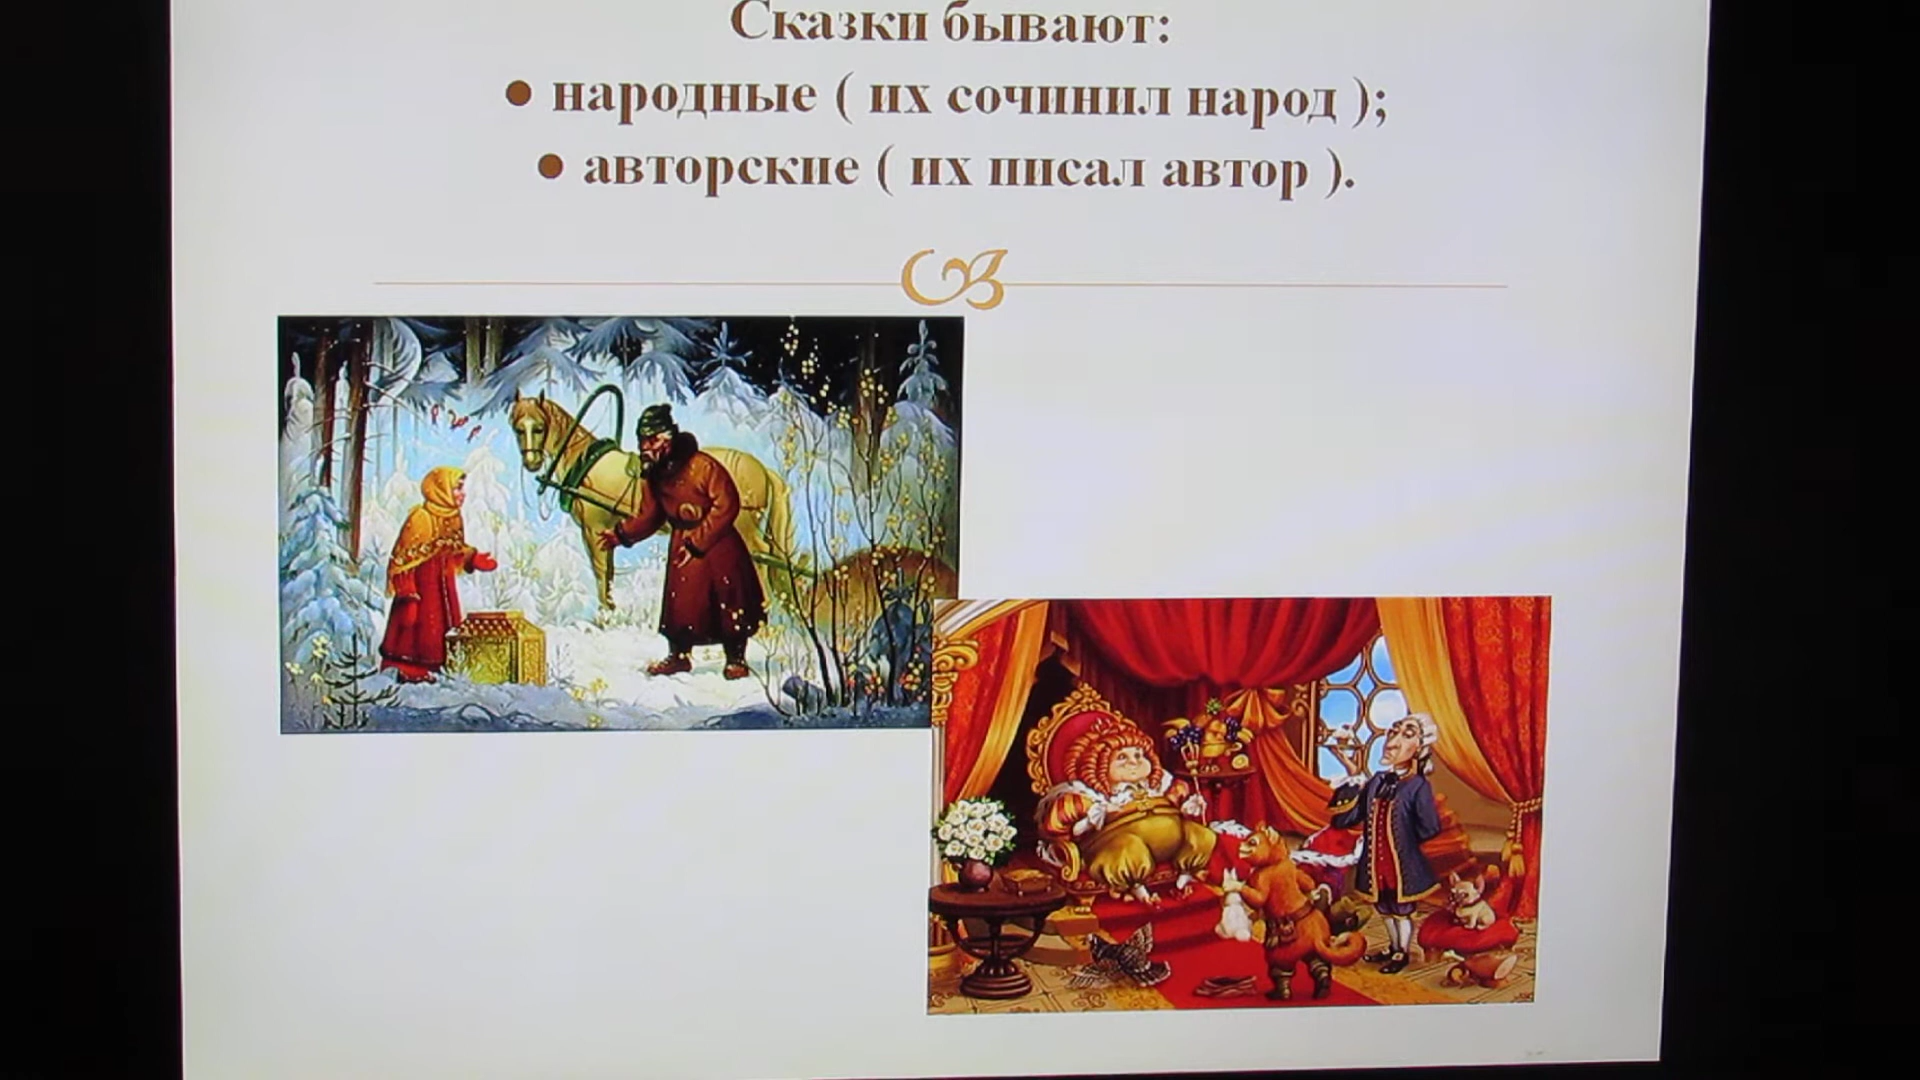 Сказки бывают:
● народные ( их сочинил народ );
● авторские ( их писал автор ).